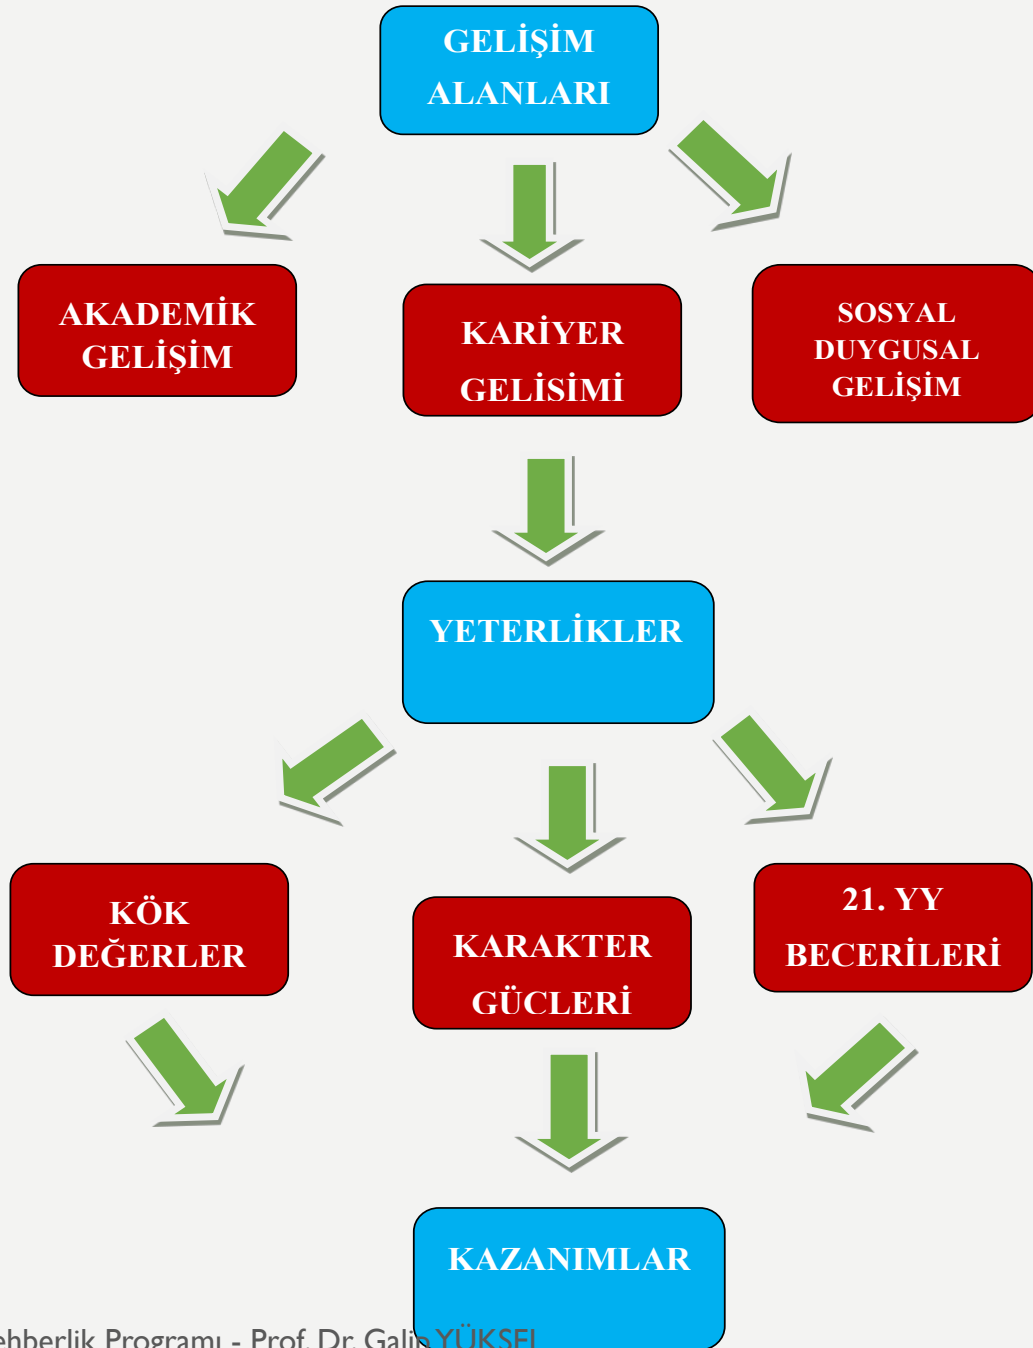 GELİŞİM
ALANLARI
AKADEMİK
GELİŞİM
KARİYER
GELİSİMİ
SOSYAL
DUYGUSAL
GELİŞİM
YETERLİKLER
KÖK
DEĞERLER
KARAKTER
GÜCLERİ
21. YY
BECERİLERİ
KAZANIMLAR
ehberlik Programı - Prof. Dr. Galip YÜKSEL